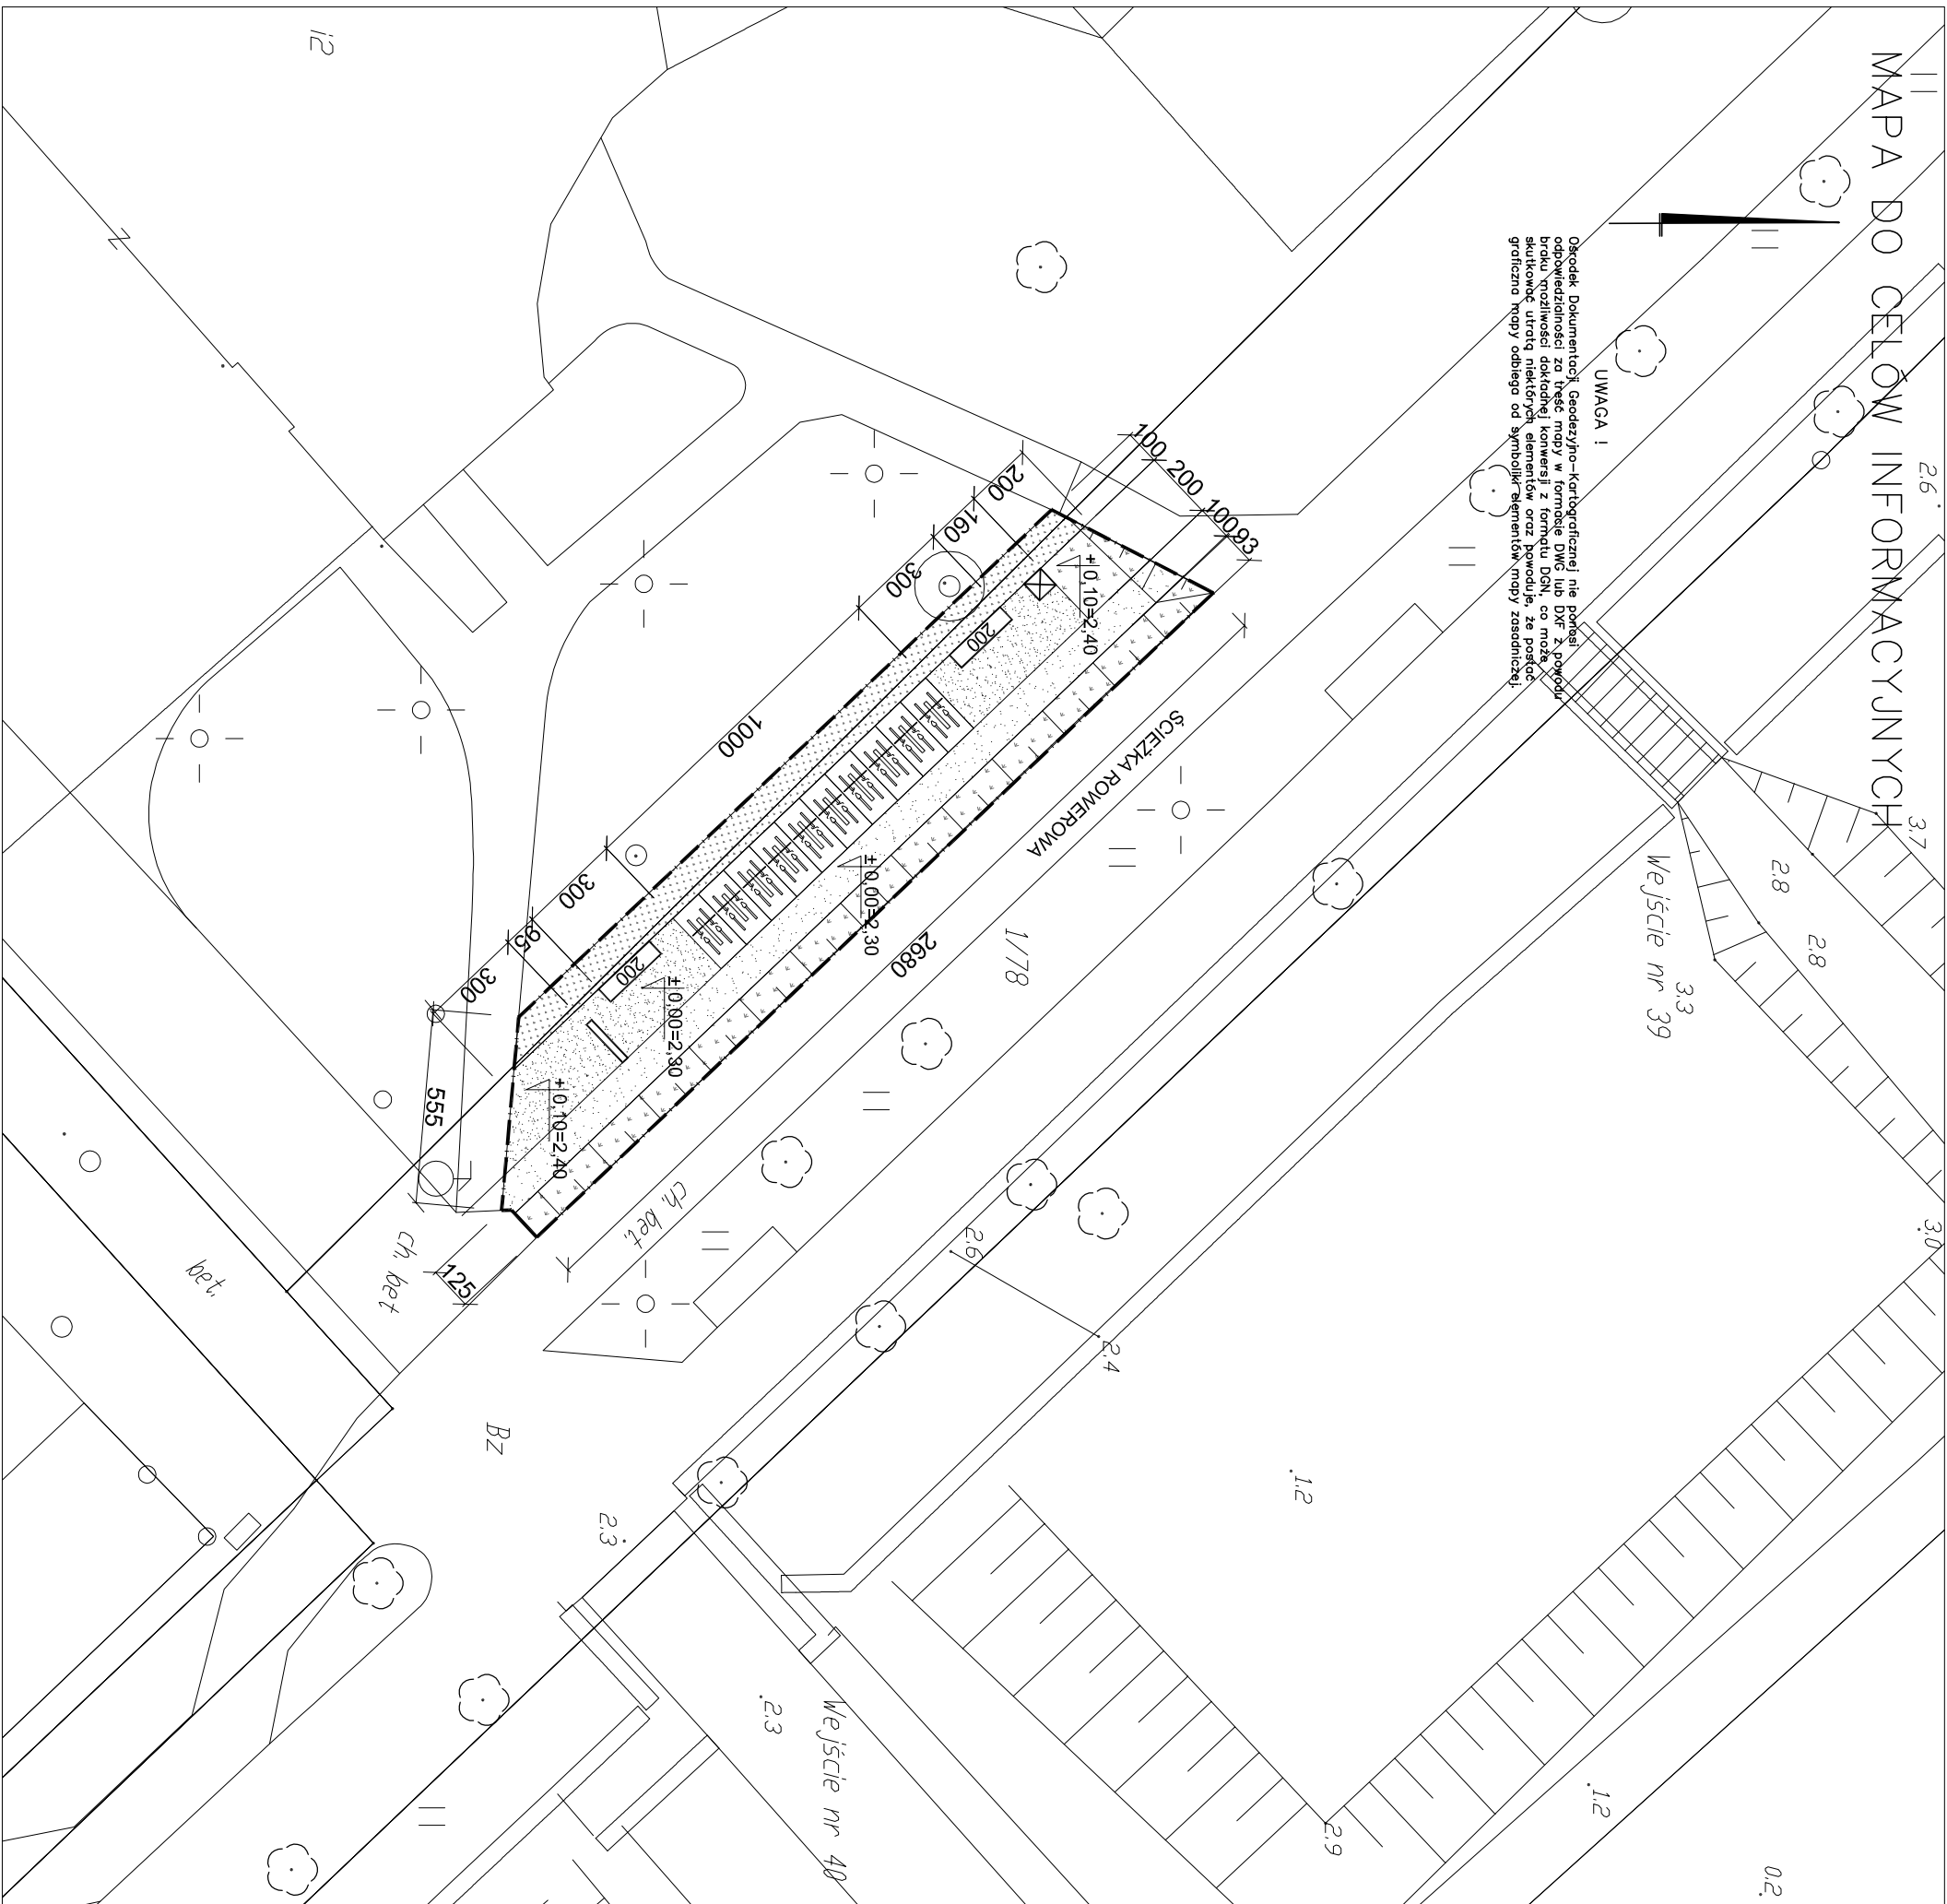 MAPA DO CELÓW INFORMACYJNYCH
UWAGA !
Ośrodek Dokumentacji Geodezyjno-Kartograficznej nie ponosi
odpowiedzialności za treść mapy w formacie DWG lub DXF z powodu
braku możliwości dokładnej konwersji z formatu DGN, co może
skutkować utratą niektórych elementów oraz powoduje, że postać
graficzna mapy odbiega od symboliki elementów mapy zasadniczej.
i2
2.6
3.7
2.8
2.8
3.3
Wejście nr 39
3.0
100
200
100
93
200
160
300
1000
300
95
300
555
125
2680
200
200
+0,10=2,40
±0,00=2,30
±0,00=2,30
+0,10=2,40
ŚCIEŻKA ROWEROWA
1/78
ch. bet.
ch. bet
bet.
Bz
2.6
2.4
2.3
2.3
Wejście nr 40
1.2
1.2
2.9
0.2